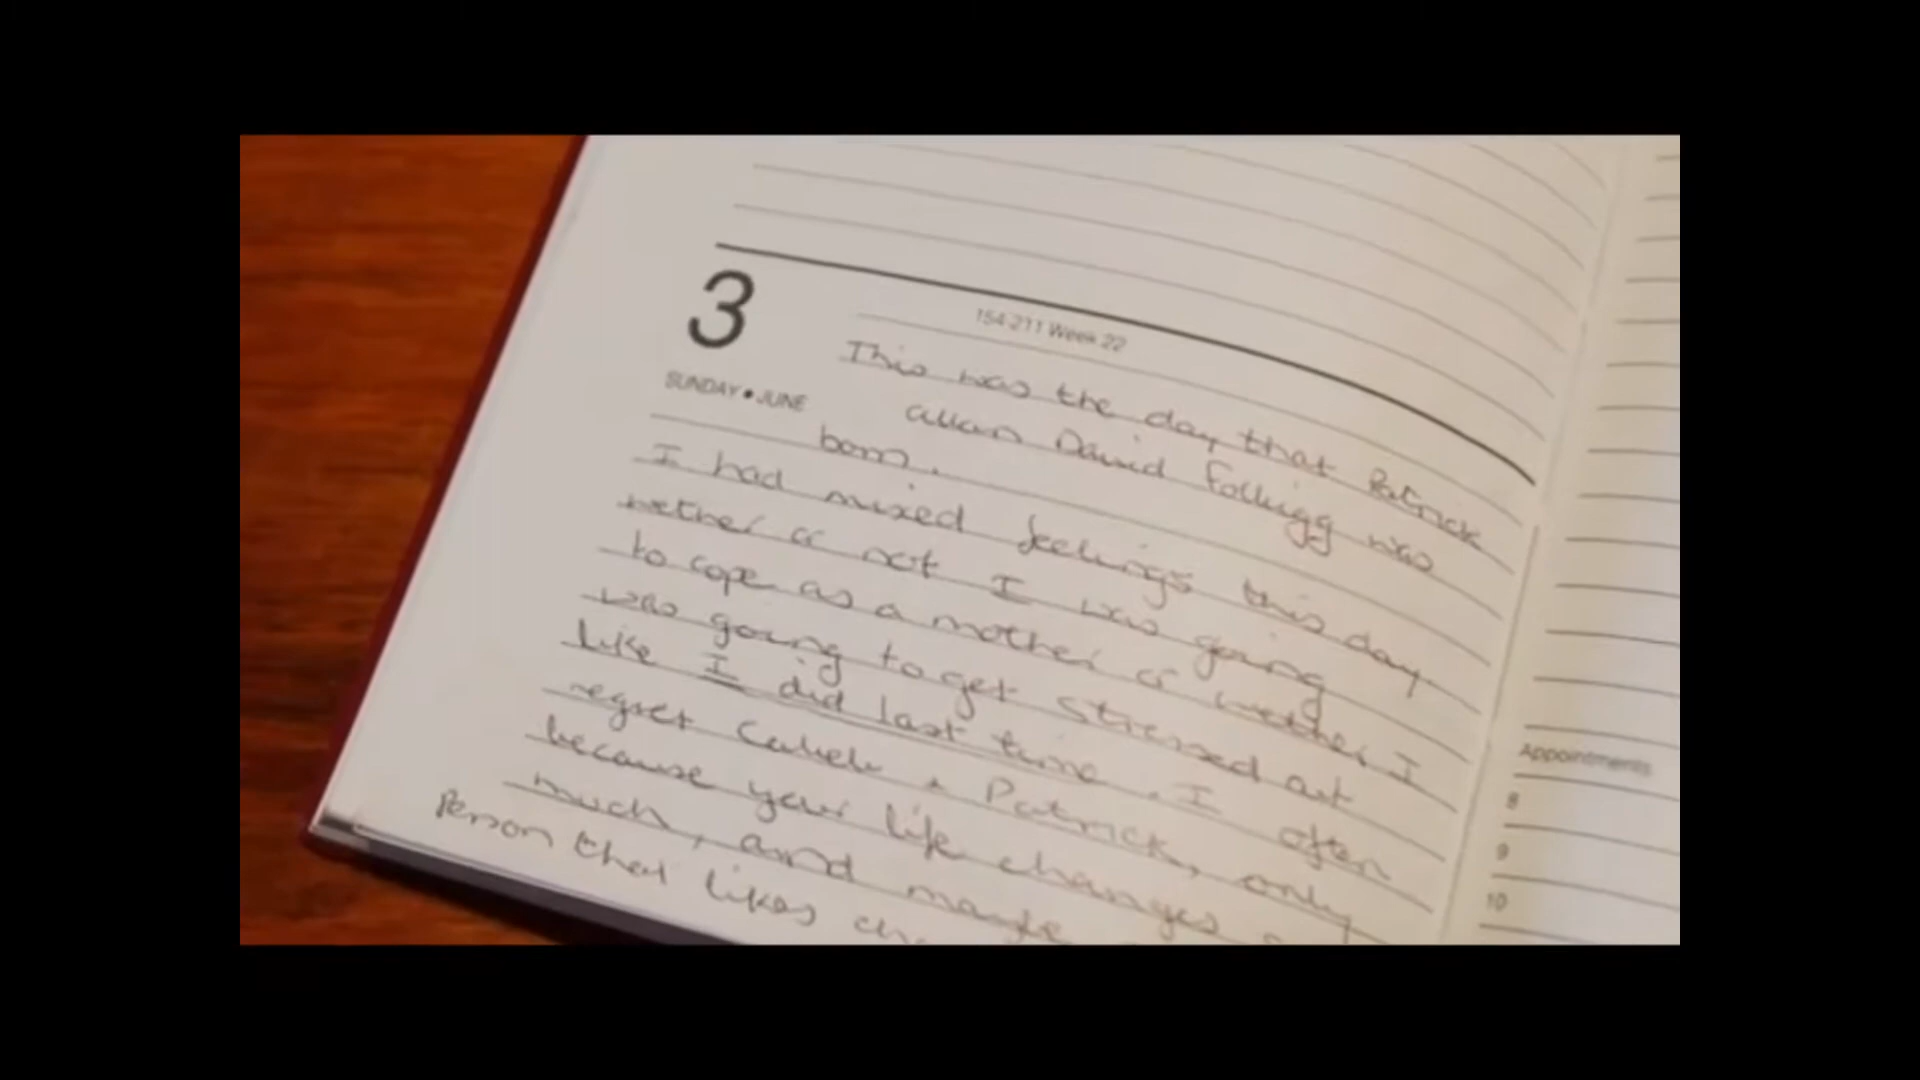 3
154-211 Week 22
SUNDAY • JUNE
This was the day that Patrick
allan David Folbigg was
born.
I had mixed feelings this day
wether or not I was going
to cope as a mother or wether I
was going to get stressed out
like I did last time. I often
regret Caleb & Patrick, only
because your life changes so
much, and maybe
Person that likes
Appointments
8
9
10